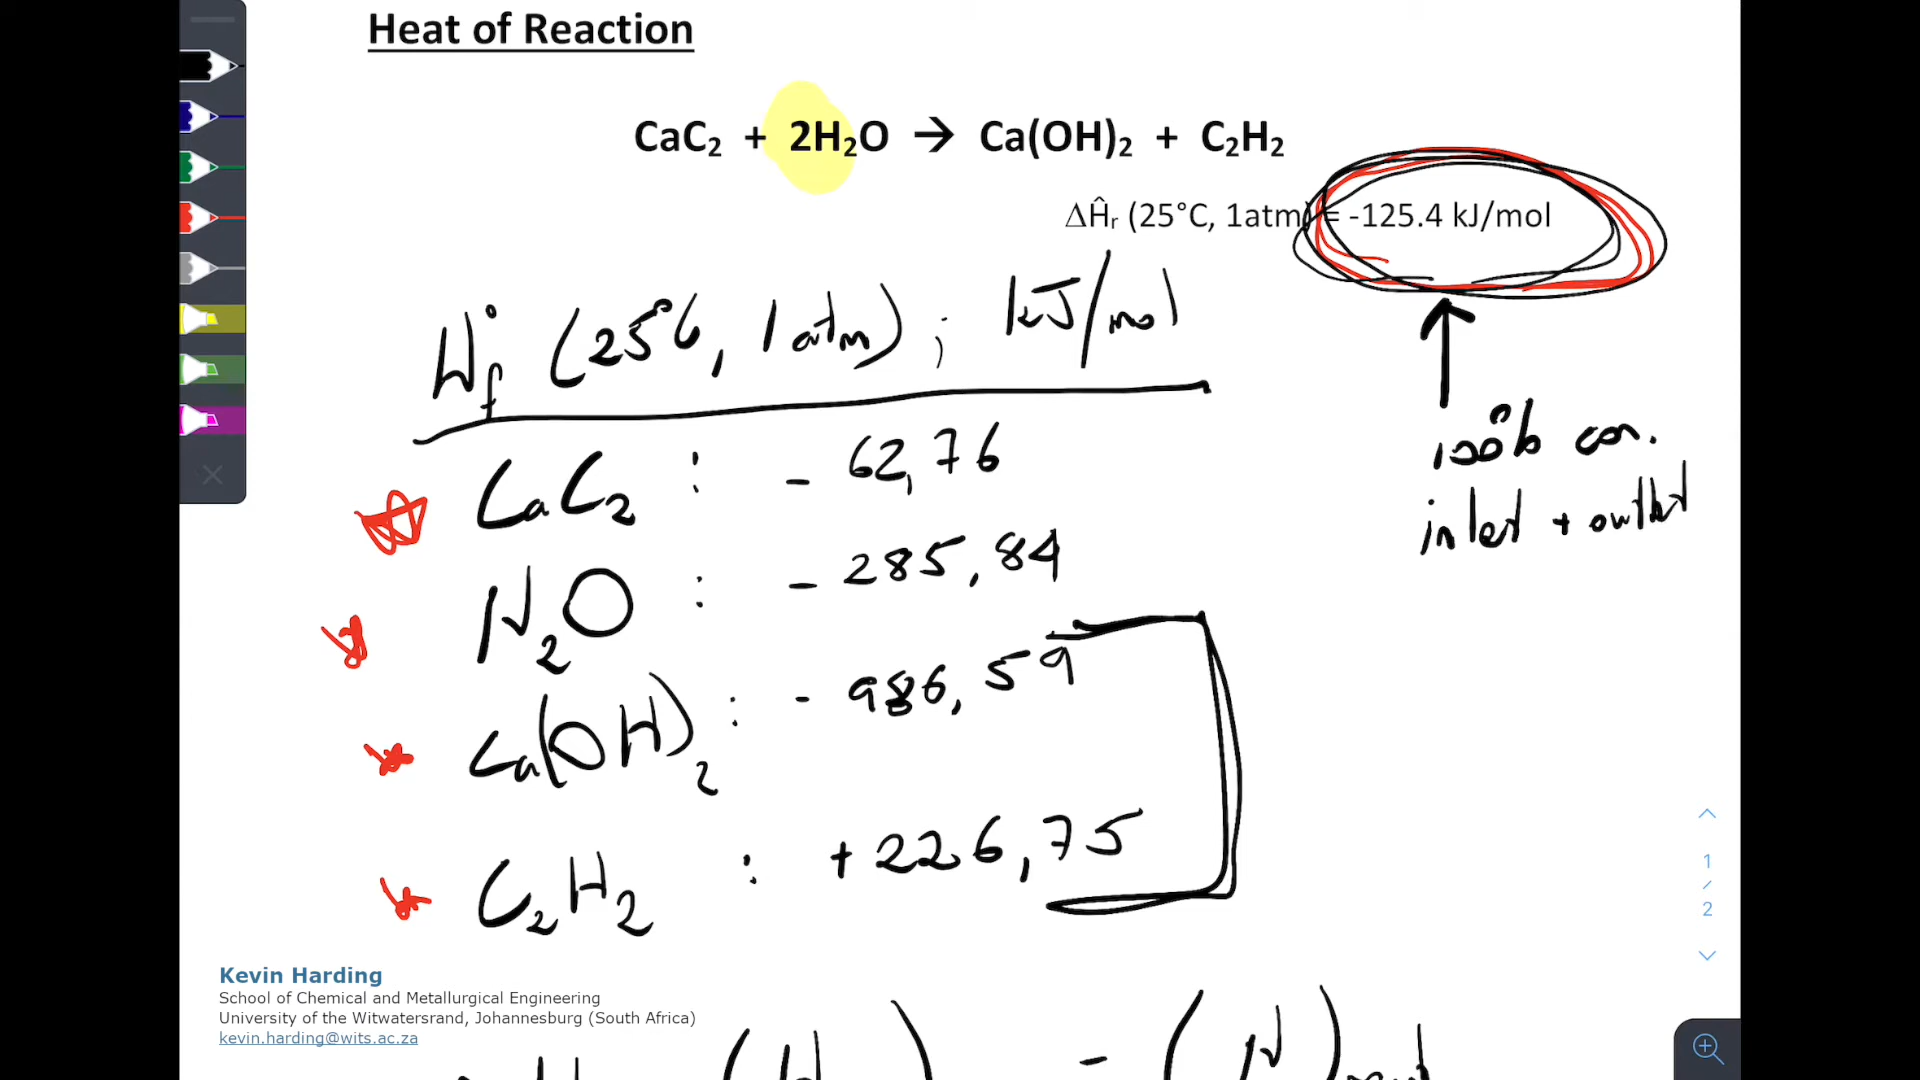 Heat of Reaction
CaC₂ + 2H₂O → Ca(OH)₂ + C₂H₂
ΔĤᵣ (25°C, 1atm) = -125.4 kJ/mol
H°f (25°C, 1 atm) ; kJ/mol
CaC₂ : - 62,76
100% con.
inlet + outlet
H₂O : - 285,84
Ca(OH)₂ : - 986,59
C₂H₂ : + 226,75
1
/
2
Kevin Harding
School of Chemical and Metallurgical Engineering
University of the Witwatersrand, Johannesburg (South Africa)
kevin.harding@wits.ac.za